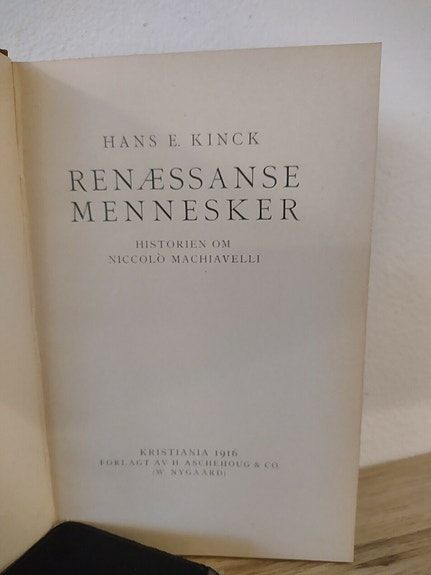 HANS E. KINCK
RENÆSSANSE
MENNESKER
HISTORIEN OM
NICCOLÒ MACHIAVELLI
KRISTIANIA 1916
FORLAGT AV H. ASCHEHOUG & CO.
(W. NYGAARD)